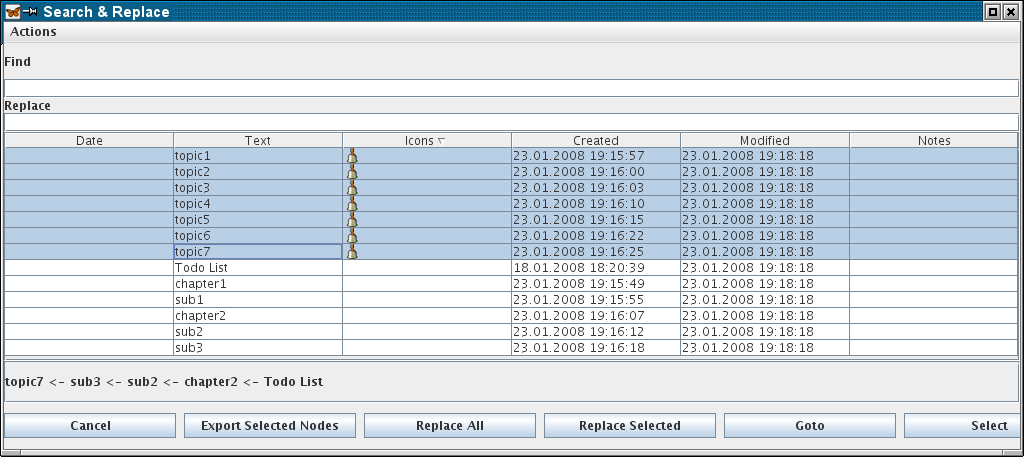 Search & Replace
Actions
Find
Replace
Date Text Icons Created Modified Notes
topic1 23.01.2008 19:15:57 23.01.2008 19:18:18
topic2 23.01.2008 19:16:00 23.01.2008 19:18:18
topic3 23.01.2008 19:16:03 23.01.2008 19:18:18
topic4 23.01.2008 19:16:10 23.01.2008 19:18:18
topic5 23.01.2008 19:16:15 23.01.2008 19:18:18
topic6 23.01.2008 19:16:22 23.01.2008 19:18:18
topic7 23.01.2008 19:16:25 23.01.2008 19:18:18
Todo List 18.01.2008 18:20:39 23.01.2008 19:18:18
chapter1 23.01.2008 19:15:49 23.01.2008 19:18:18
sub1 23.01.2008 19:15:55 23.01.2008 19:18:18
chapter2 23.01.2008 19:16:07 23.01.2008 19:18:18
sub2 23.01.2008 19:16:12 23.01.2008 19:18:18
sub3 23.01.2008 19:16:18 23.01.2008 19:18:18
topic7 <- sub3 <- sub2 <- chapter2 <- Todo List
Cancel Export Selected Nodes Replace All Replace Selected Goto Select